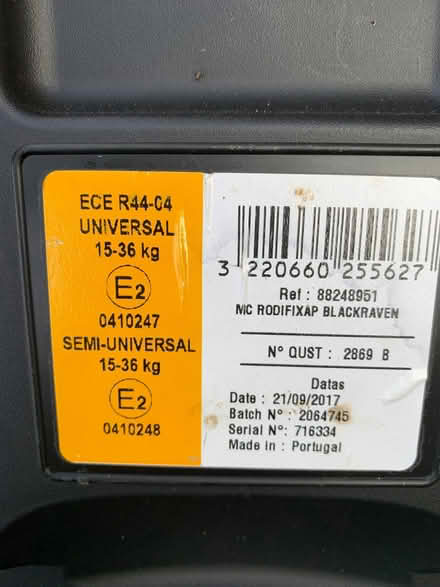 ECE R44-04
UNIVERSAL
15-36 kg
E2
0410247
SEMI-UNIVERSAL
15-36 kg
E2
0410248
3 220660 255627
Ref : 88248951
MC RODIFIXAP BLACKRAVEN
N° QUST : 2869 B
Datas
Date : 21/09/2017
Batch N° : 2064745
Serial N°: 716334
Made in : Portugal